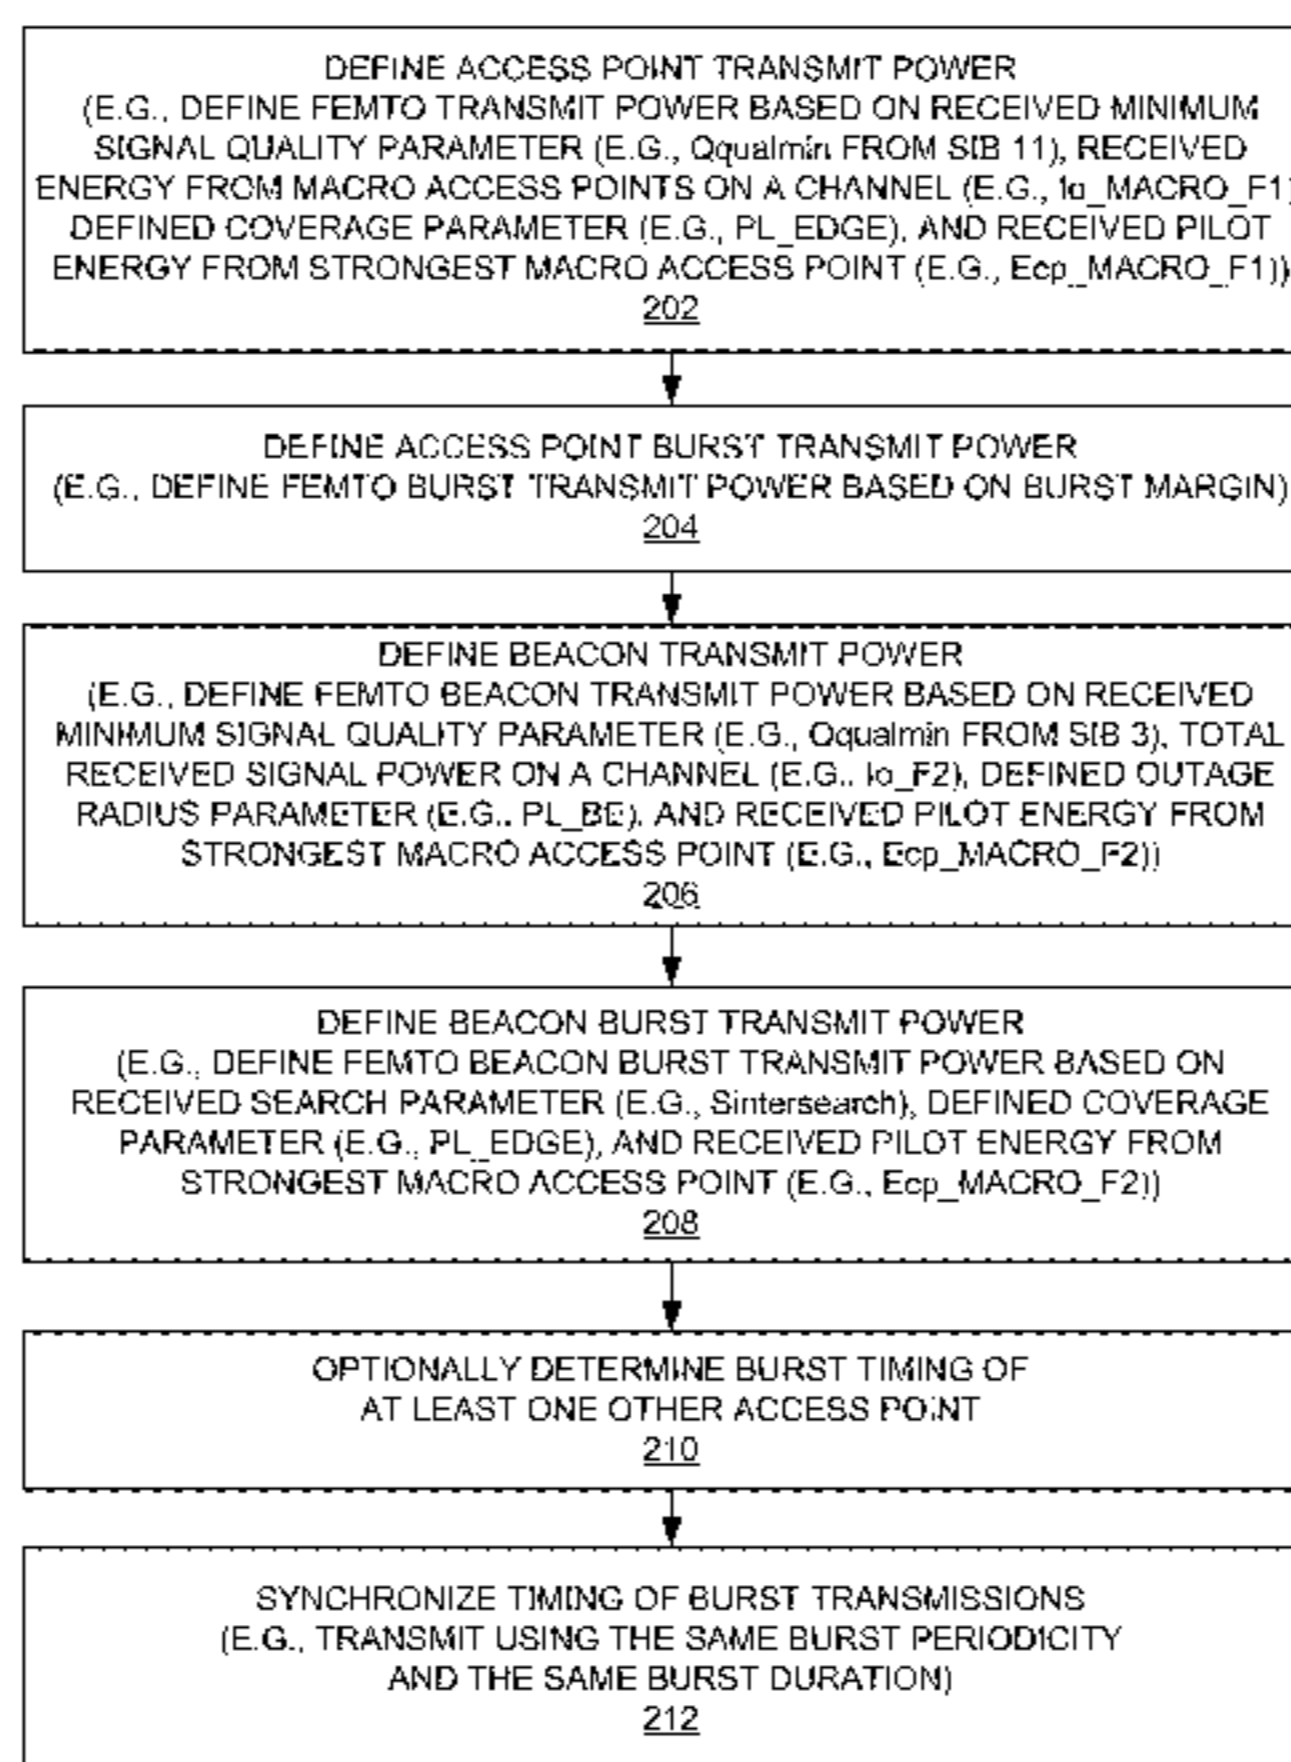 DEFINE ACCESS POINT TRANSMIT POWER
(E.G., DEFINE FEMTO TRANSMIT POWER BASED ON RECEIVED MINIMUM
SIGNAL QUALITY PARAMETER (E.G., Qqualmin FROM SIB 11), RECEIVED
ENERGY FROM MACRO ACCESS POINTS ON A CHANNEL (E.G., Io_MACRO_F1)
DEFINED COVERAGE PARAMETER (E.G., PL_EDGE), AND RECEIVED PILOT
ENERGY FROM STRONGEST MACRO ACCESS POINT (E.G., Ecp_MACRO_F1))
202
DEFINE ACCESS POINT BURST TRANSMIT POWER
(E.G., DEFINE FEMTO BURST TRANSMIT POWER BASED ON BURST MARGIN)
204
DEFINE BEACON TRANSMIT POWER
(E.G., DEFINE FEMTO BEACON TRANSMIT POWER BASED ON RECEIVED
MINIMUM SIGNAL QUALITY PARAMETER (E.G., Qqualmin FROM SIB 3), TOTAL
RECEIVED SIGNAL POWER ON A CHANNEL (E.G., Io_F2), DEFINED OUTAGE
RADIUS PARAMETER (E.G., PL_BE), AND RECEIVED PILOT ENERGY FROM
STRONGEST MACRO ACCESS POINT (E.G., Ecp_MACRO_F2))
206
DEFINE BEACON BURST TRANSMIT POWER
(E.G., DEFINE FEMTO BEACON BURST TRANSMIT POWER BASED ON
RECEIVED SEARCH PARAMETER (E.G., Sintersearch), DEFINED COVERAGE
PARAMETER (E.G., PL_EDGE), AND RECEIVED PILOT ENERGY FROM
STRONGEST MACRO ACCESS POINT (E.G., Ecp_MACRO_F2))
208
OPTIONALLY DETERMINE BURST TIMING OF
AT LEAST ONE OTHER ACCESS POINT
210
SYNCHRONIZE TIMING OF BURST TRANSMISSIONS
(E.G., TRANSMIT USING THE SAME BURST PERIODICITY
AND THE SAME BURST DURATION)
212